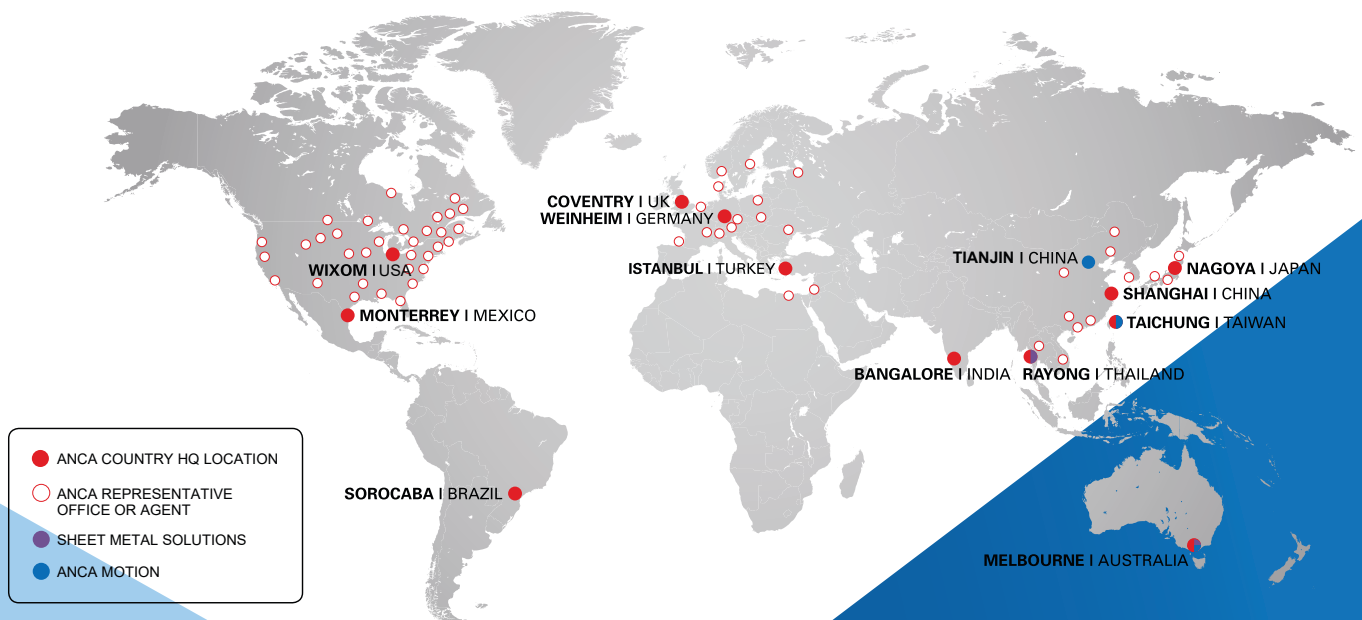 COVENTRY I UK
WEINHEIM I GERMANY
TIANJIN I CHINA
WIXOM I USA
ISTANBUL I TURKEY
NAGOYA I JAPAN
SHANGHAI I CHINA
MONTERREY I MEXICO
TAICHUNG I TAIWAN
BANGALORE I INDIA
RAYONG I THAILAND
ANCA COUNTRY HQ LOCATION
ANCA REPRESENTATIVE
OFFICE OR AGENT
SHEET METAL SOLUTIONS
ANCA MOTION
SOROCABA I BRAZIL
MELBOURNE I AUSTRALIA